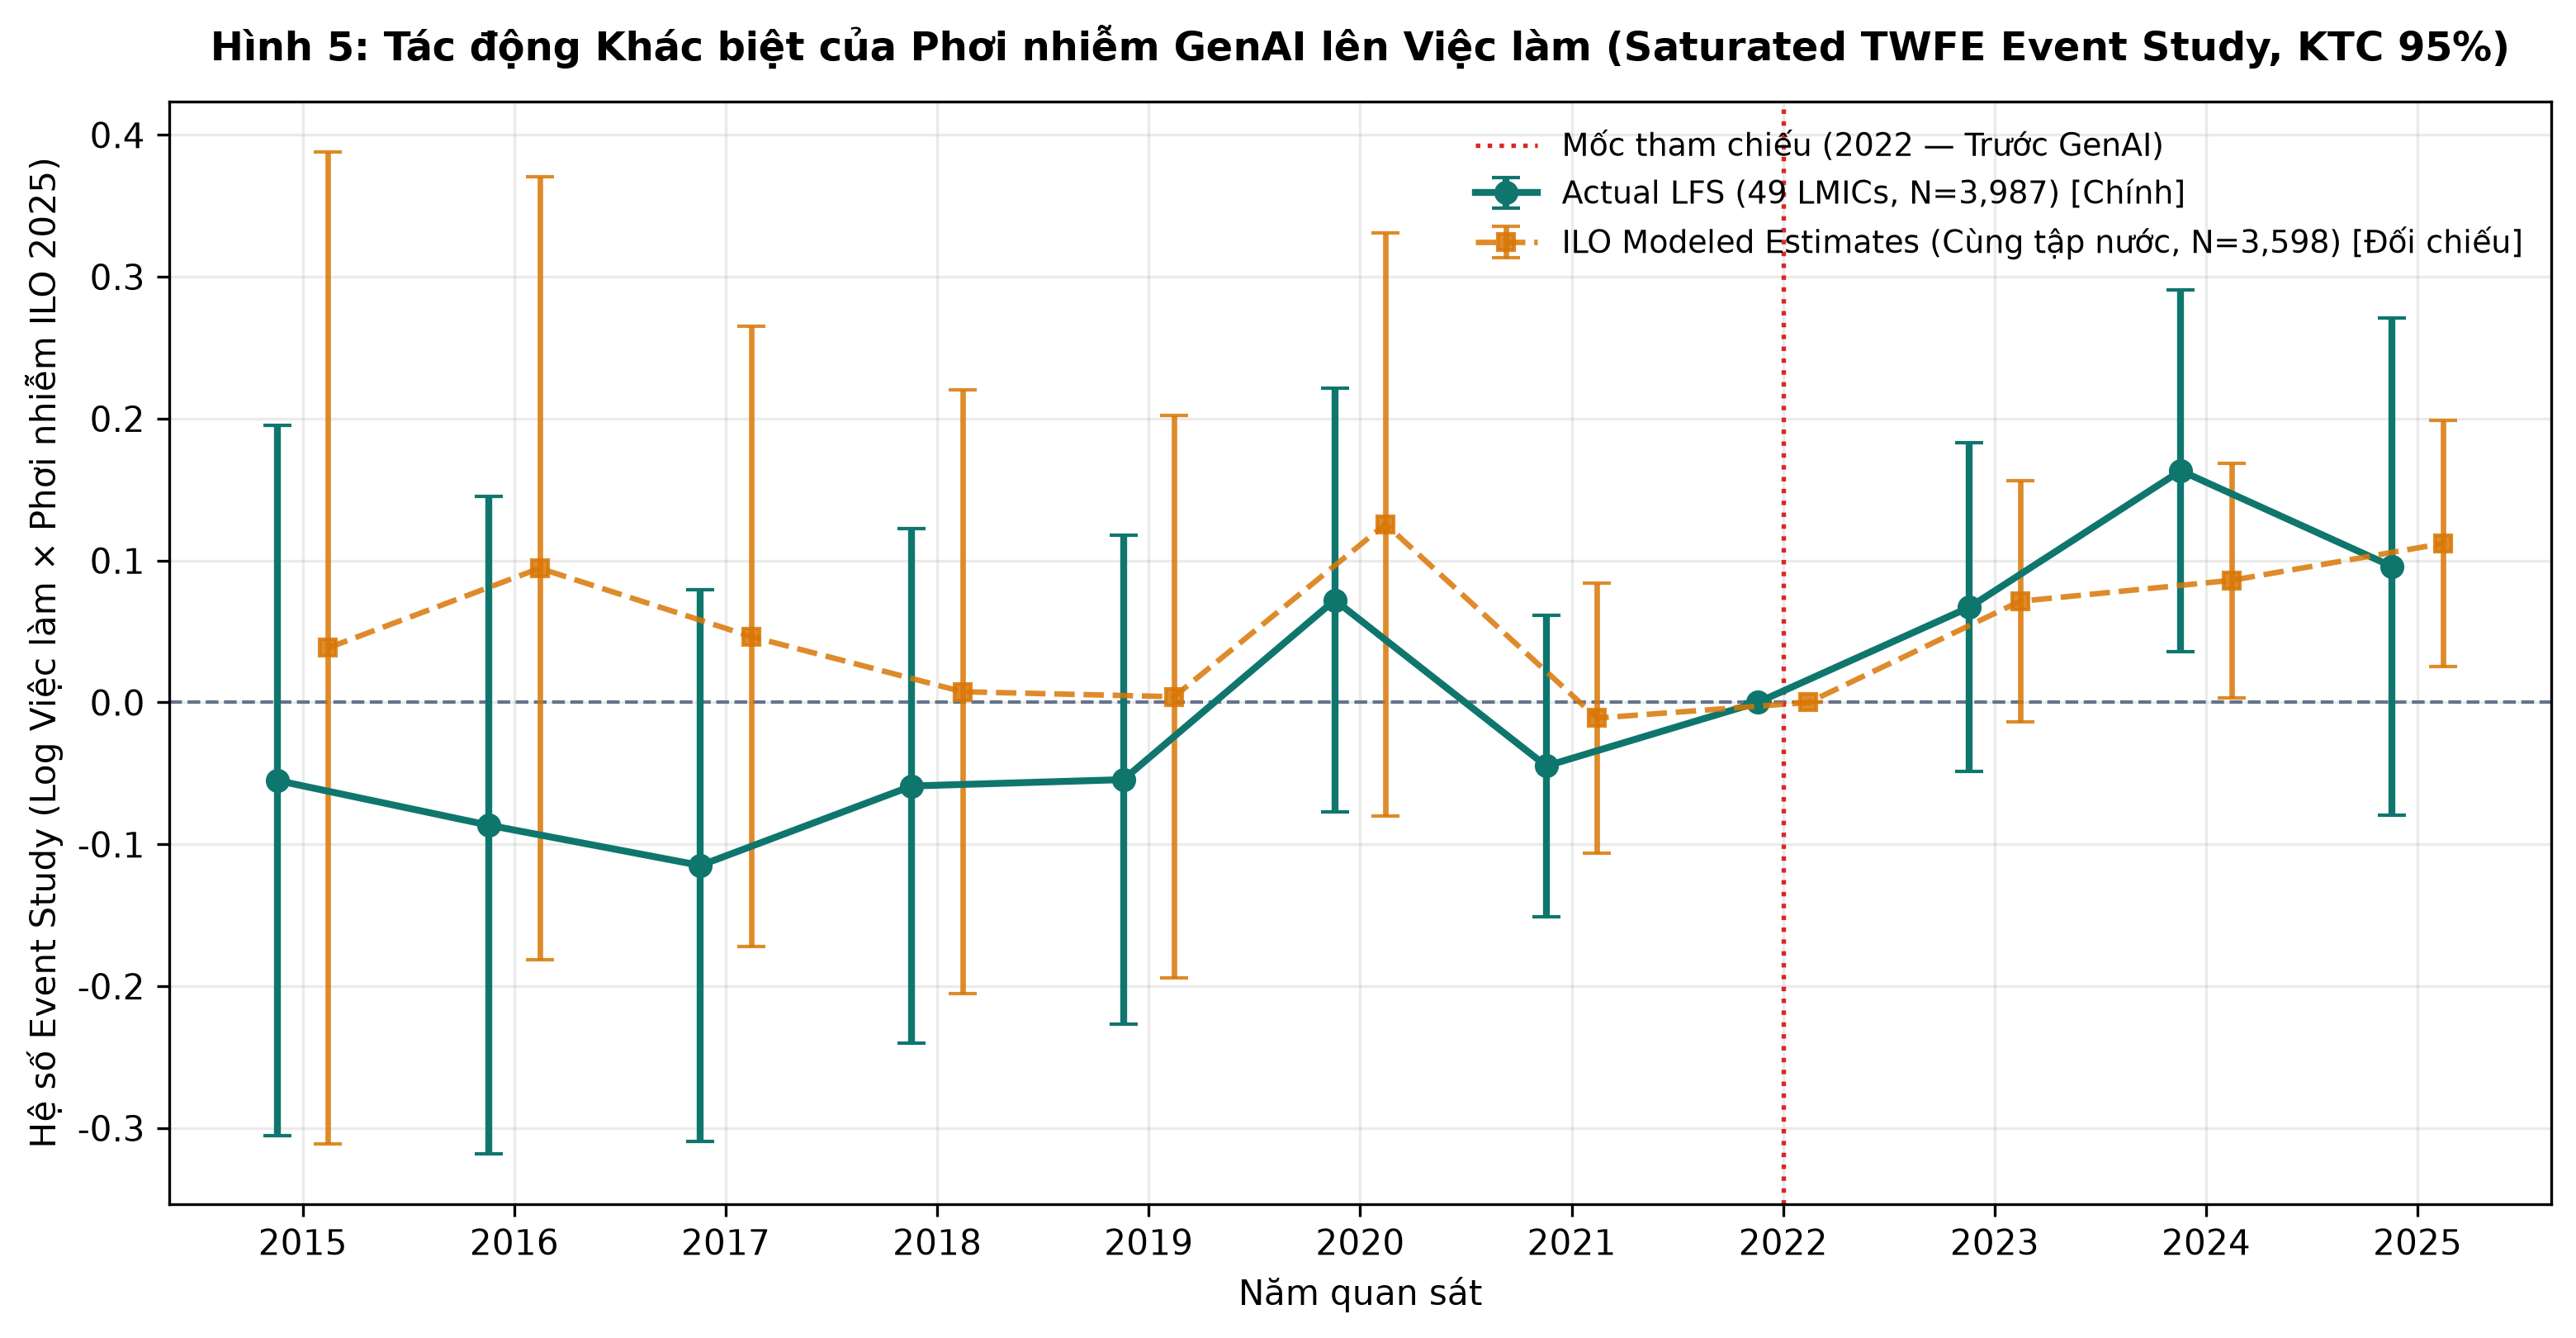 Hình 5: Tác động Khác biệt của Phơi nhiễm GenAI lên Việc làm (Saturated TWFE Event Study, KTC 95%)
Hệ số Event Study (Log Việc làm × Phơi nhiễm ILO 2025)
0.4
0.3
0.2
0.1
0.0
-0.1
-0.2
-0.3
Mốc tham chiếu (2022 — Trước GenAI)
Actual LFS (49 LMICs, N=3,987) [Chính]
ILO Modeled Estimates (Cùng tập nước, N=3,598) [Đối chiếu]
2015 2016 2017 2018 2019 2020 2021 2022 2023 2024 2025
Năm quan sát